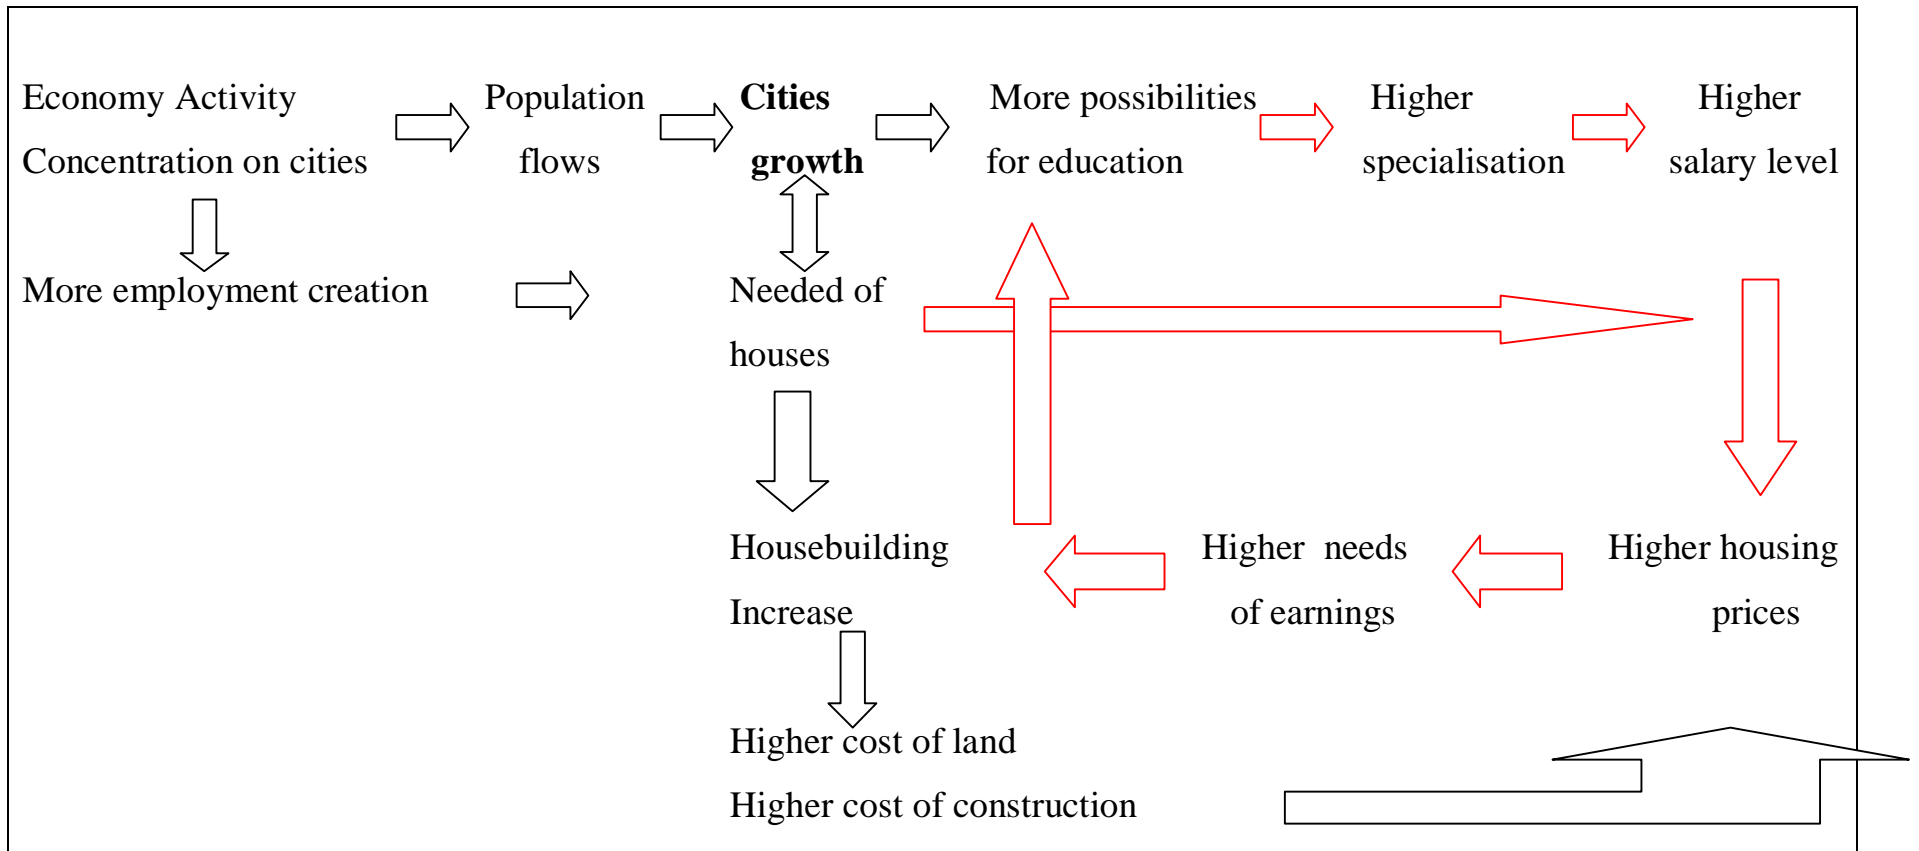 Economy Activity Population Cities More possibilities Higher Higher
Concentration on cities flows growth for education specialisation salary level
More employment creation Needed of
houses
Housebuilding Higher needs Higher housing
Increase of earnings prices
Higher cost of land
Higher cost of construction